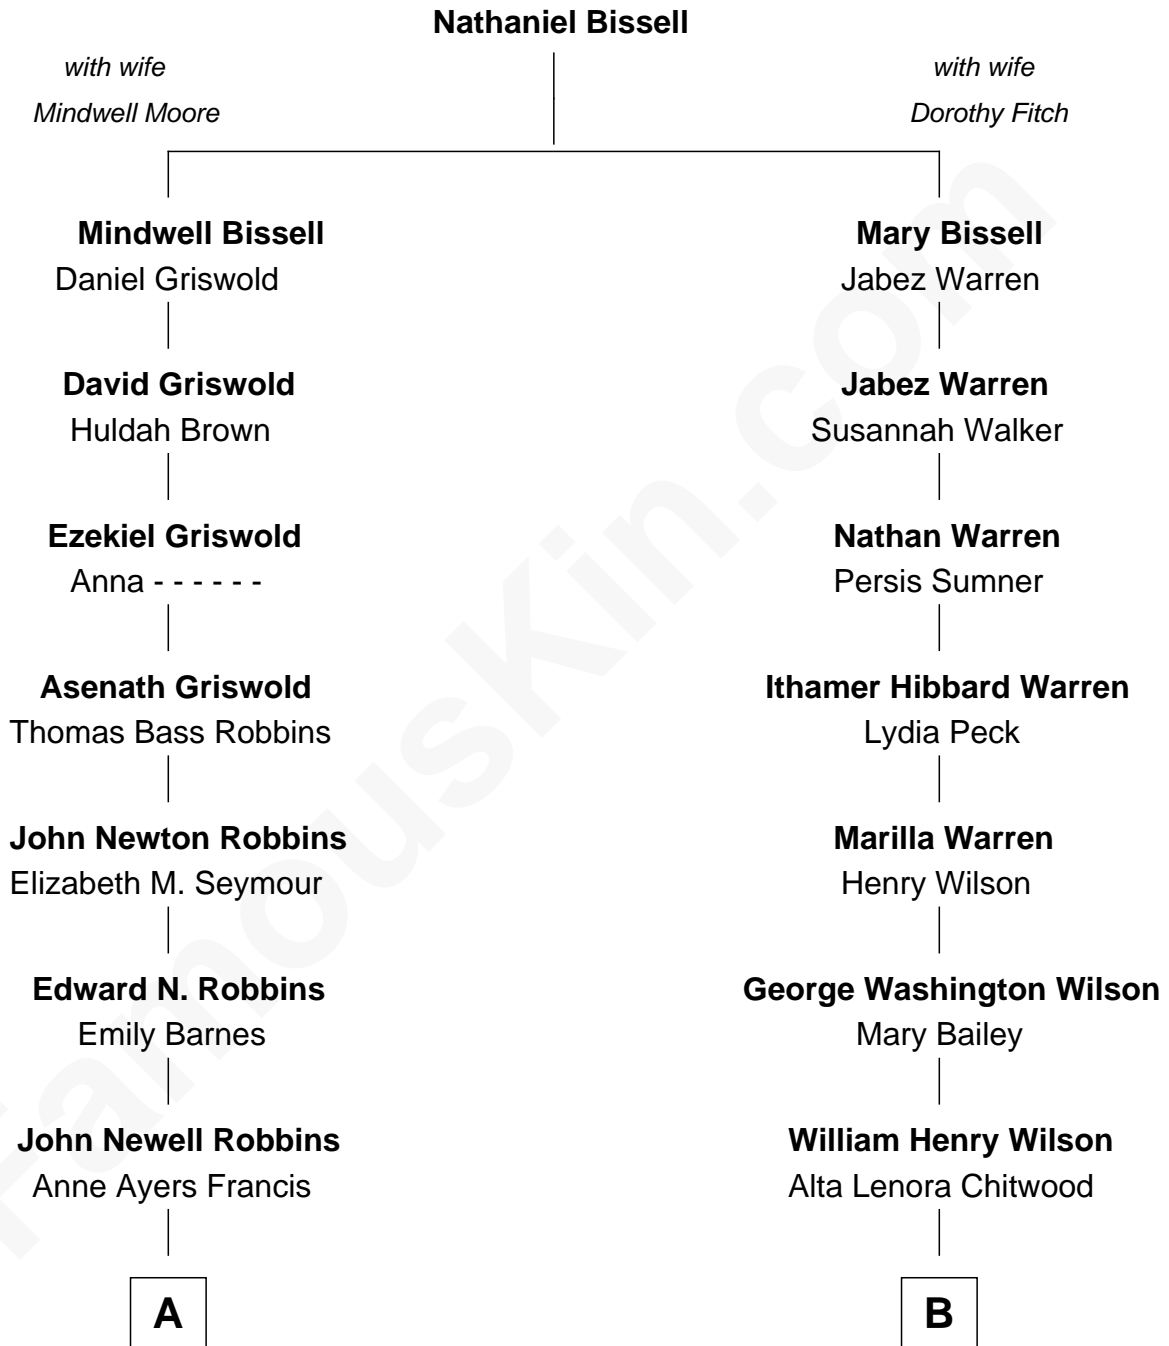 Nathaniel Bissell
with wife
Mindwell Moore
with wife
Dorothy Fitch
Mindwell Bissell
Daniel Griswold
Mary Bissell
Jabez Warren
David Griswold
Huldah Brown
Jabez Warren
Susannah Walker
Ezekiel Griswold
Anna - - - - - -
Nathan Warren
Persis Sumner
Asenath Griswold
Thomas Bass Robbins
Ithamer Hibbard Warren
Lydia Peck
John Newton Robbins
Elizabeth M. Seymour
Marilla Warren
Henry Wilson
Edward N. Robbins
Emily Barnes
George Washington Wilson
Mary Bailey
John Newell Robbins
Anne Ayers Francis
William Henry Wilson
Alta Lenora Chitwood
A
B
FamousKin.com